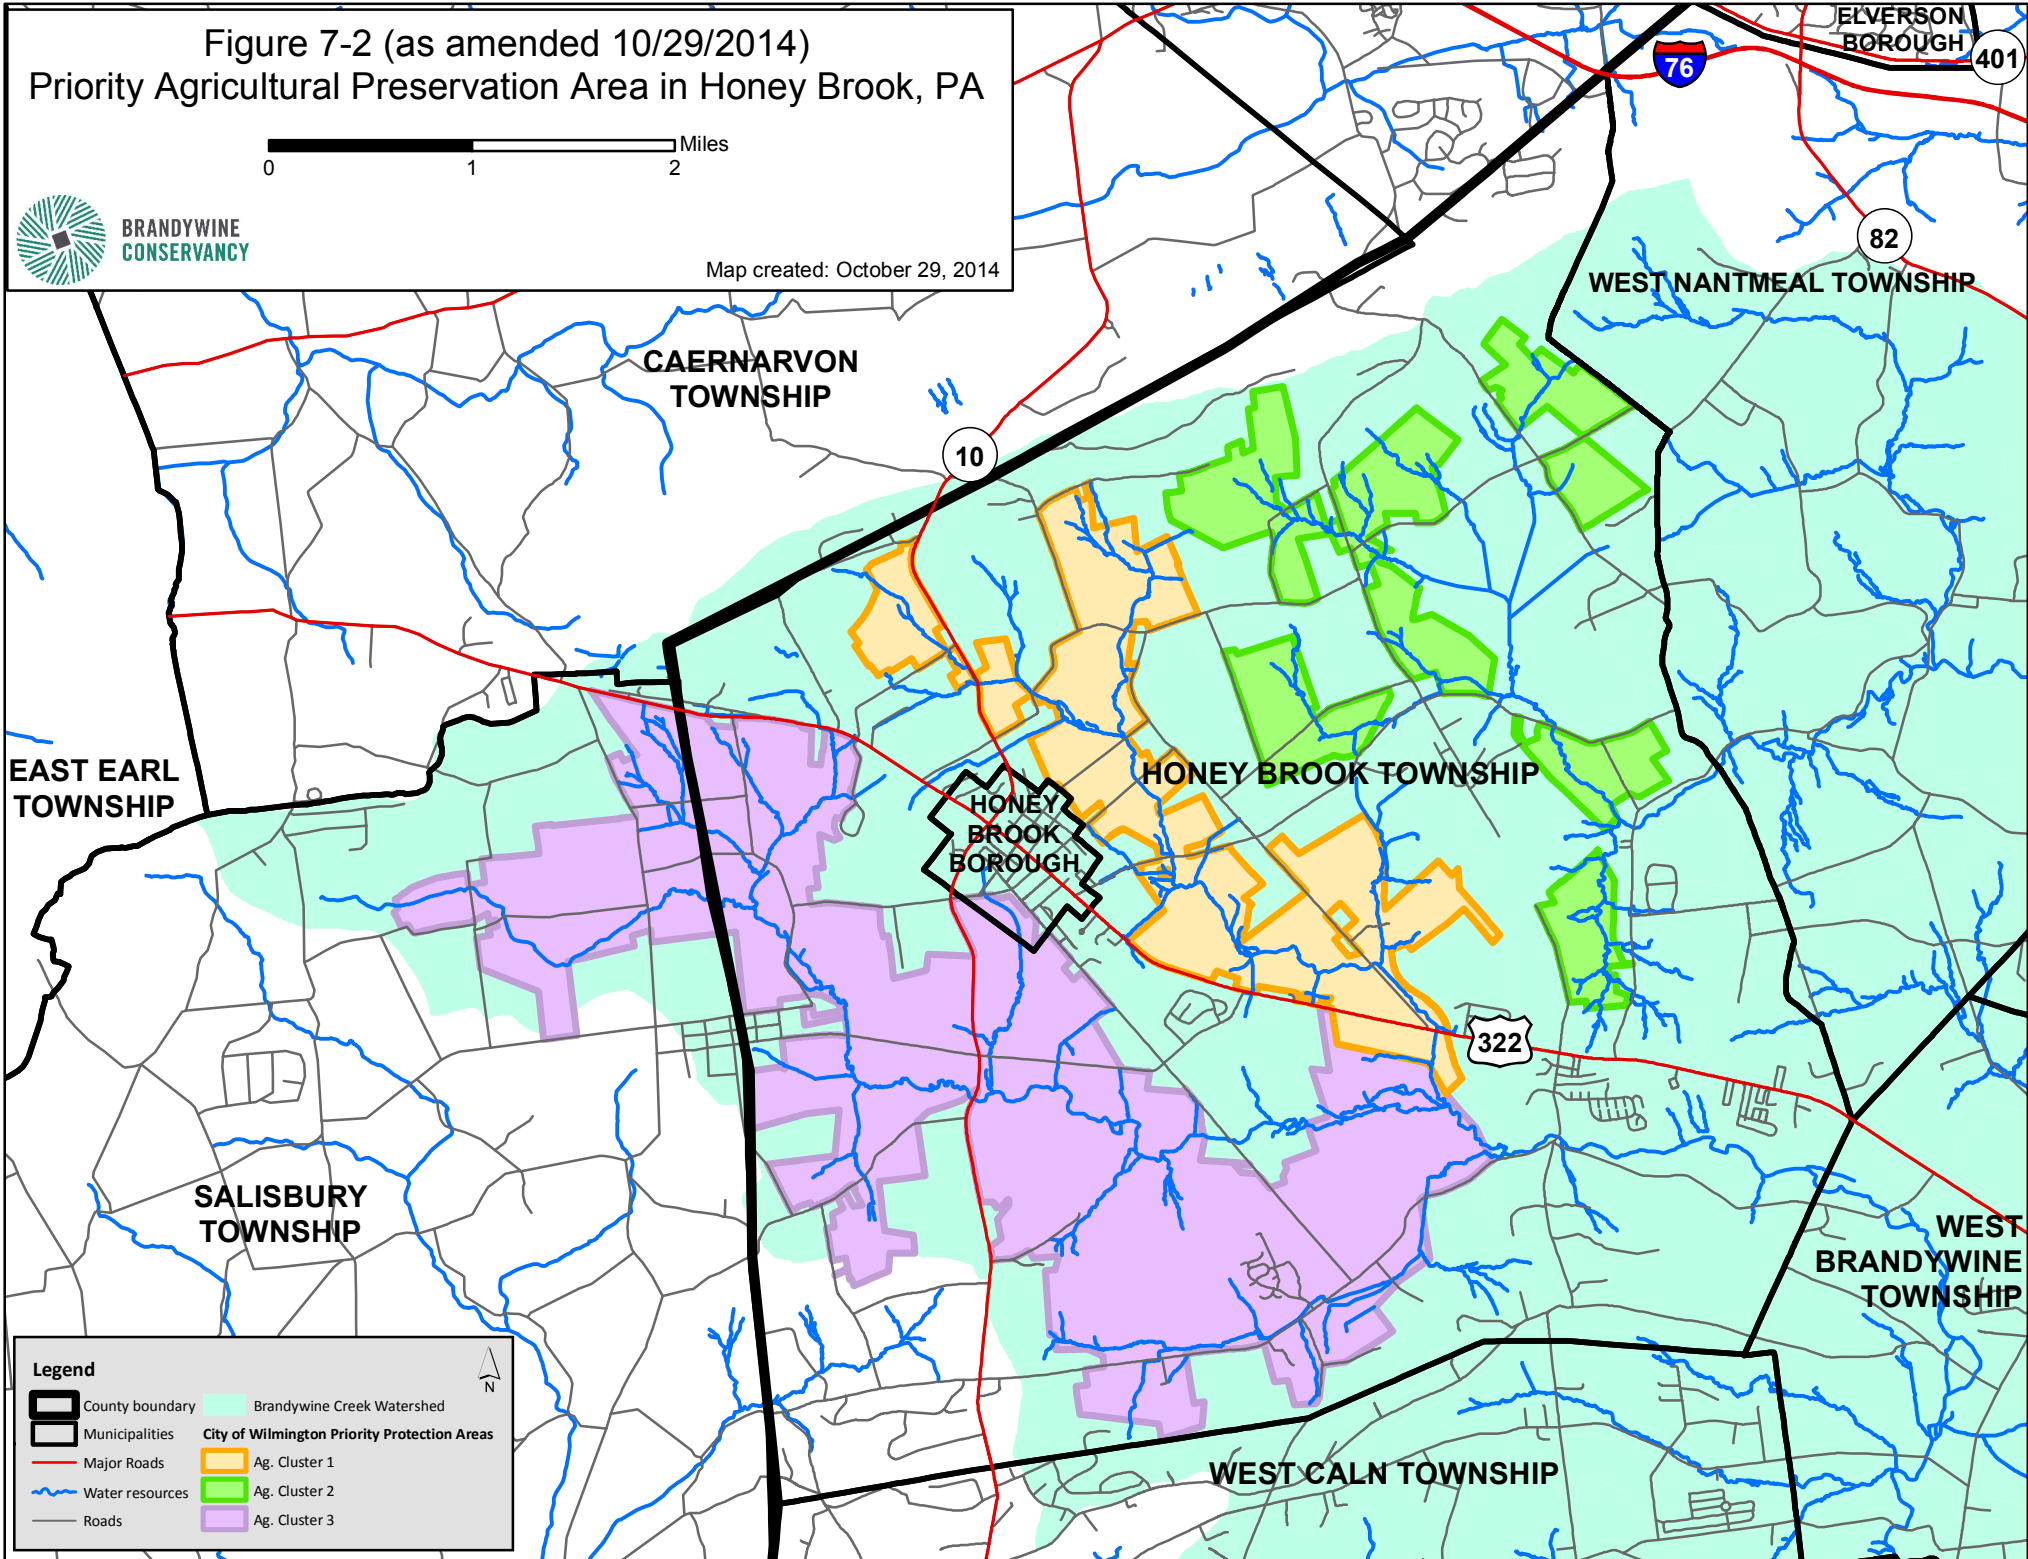 Figure 7-2 (as amended 10/29/2014)
Priority Agricultural Preservation Area in Honey Brook, PA
Miles
0 1 2
BRANDYWINE
CONSERVANCY
Map created: October 29, 2014
ELVERSON
BOROUGH
401
76
82
WEST NANTMEAL TOWNSHIP
CAERNARVON
TOWNSHIP
10
EAST EARL
TOWNSHIP
HONEY BROOK TOWNSHIP
HONEY
BROOK
BOROUGH
322
SALISBURY
TOWNSHIP
WEST
BRANDYWINE
TOWNSHIP
WEST CALN TOWNSHIP
Legend
N
County boundary
Municipalities
Major Roads
Water resources
Roads
Brandywine Creek Watershed
City of Wilmington Priority Protection Areas
Ag. Cluster 1
Ag. Cluster 2
Ag. Cluster 3